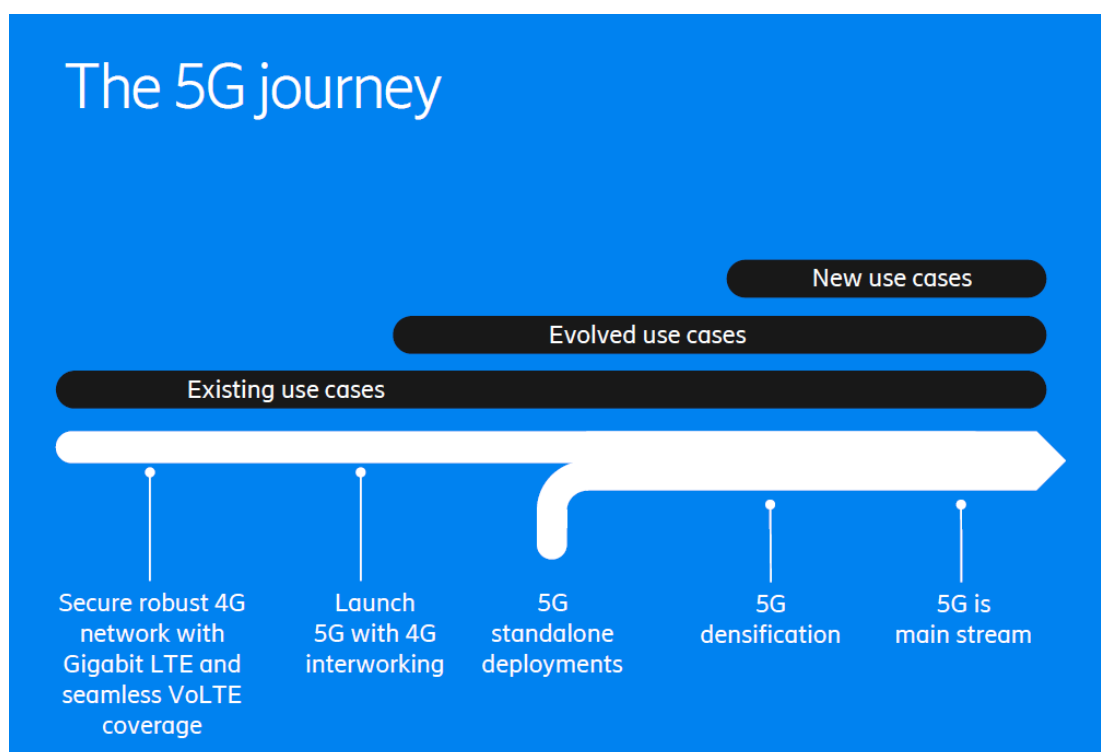 The 5G journey
New use cases
Evolved use cases
Existing use cases
Secure robust 4G
network with
Gigabit LTE and
seamless VoLTE
coverage
Launch
5G with 4G
interworking
5G
standalone
deployments
5G
densification
5G is
main stream